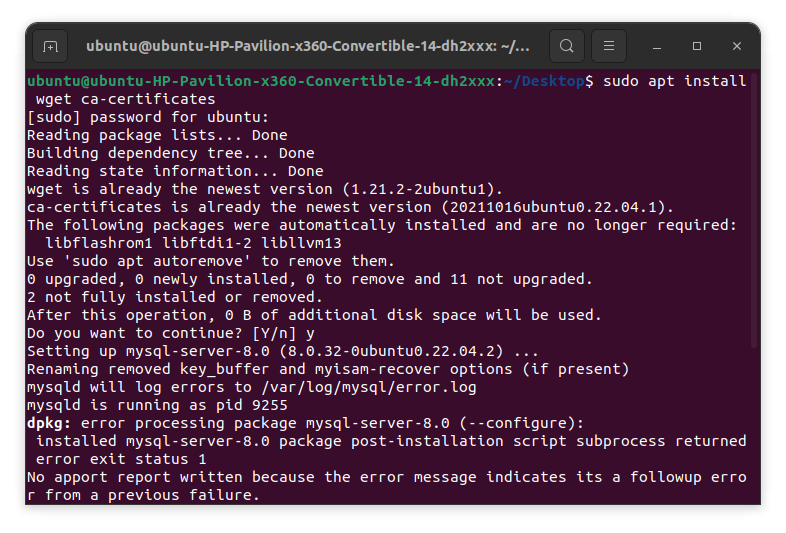 ubuntu@ubuntu-HP-Pavilion-x360-Convertible-14-dh2xxx: ~/...
ubuntu@ubuntu-HP-Pavilion-x360-Convertible-14-dh2xxx:~/Desktop$ sudo apt install
 wget ca-certificates
[sudo] password for ubuntu:
Reading package lists... Done
Building dependency tree... Done
Reading state information... Done
wget is already the newest version (1.21.2-2ubuntu1).
ca-certificates is already the newest version (20211016ubuntu0.22.04.1).
The following packages were automatically installed and are no longer required:
  libflashrom1 libftdi1-2 libllvm13
Use 'sudo apt autoremove' to remove them.
0 upgraded, 0 newly installed, 0 to remove and 11 not upgraded.
2 not fully installed or removed.
After this operation, 0 B of additional disk space will be used.
Do you want to continue? [Y/n] y
Setting up mysql-server-8.0 (8.0.32-0ubuntu0.22.04.2) ...
Renaming removed key_buffer and myisam-recover options (if present)
mysqld will log errors to /var/log/mysql/error.log
mysqld is running as pid 9255
dpkg: error processing package mysql-server-8.0 (--configure):
 installed mysql-server-8.0 package post-installation script subprocess returned
 error exit status 1
No apport report written because the error message indicates its a followup erro
r from a previous failure.